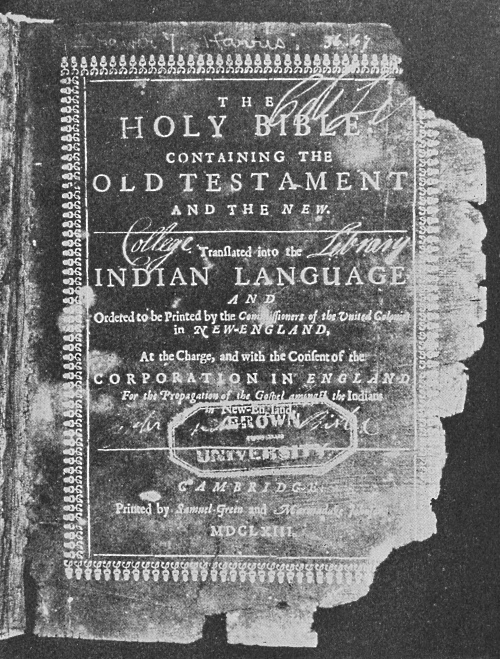 Harris: 36.67
THE
HOLY BIBLE:
CONTAINING THE
OLD TESTAMENT
AND THE NEW.
College Library
Tranſlated into the
INDIAN LANGUAGE
AND
Ordered to be Printed by the Commiſſioners of the United Colonies
in NEW-ENGLAND,
At the Charge, and with the Conſent of the
CORPORATION IN ENGLAND
For the Propagation of the Goſpel amongſt the Indians
in New-England
BROWN
UNIVERSITY
CAMBRIDGE:
Printed by Samuel Green and Marmaduke Johnſon
MDCLXIII.